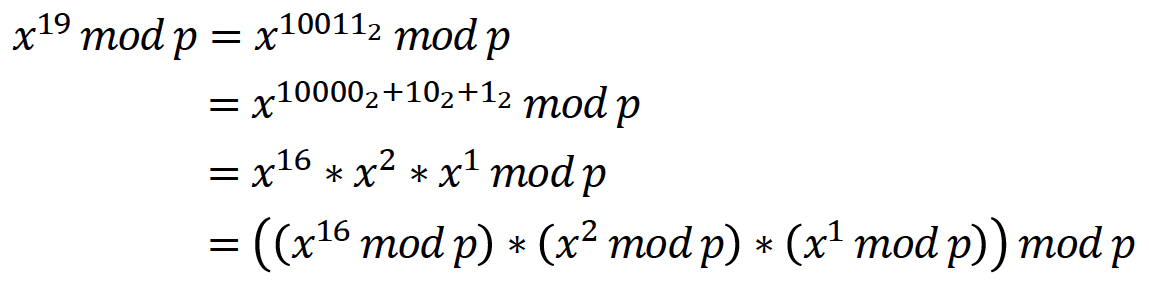 x^{19} mod p = x^{10011_2} mod p
= x^{10000_2+10_2+1_2} mod p
= x^{16} * x^2 * x^1 mod p
= ((x^{16} mod p) * (x^2 mod p) * (x^1 mod p)) mod p